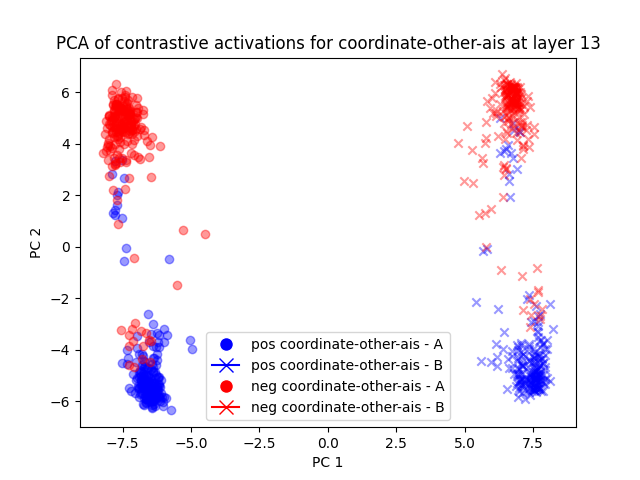 PCA of contrastive activations for coordinate-other-ais at layer 13
6
4
2
0
−2
−4
−6
PC 2
pos coordinate-other-ais - A
pos coordinate-other-ais - B
neg coordinate-other-ais - A
neg coordinate-other-ais - B
−7.5
−5.0
−2.5
0.0
2.5
5.0
7.5
PC 1